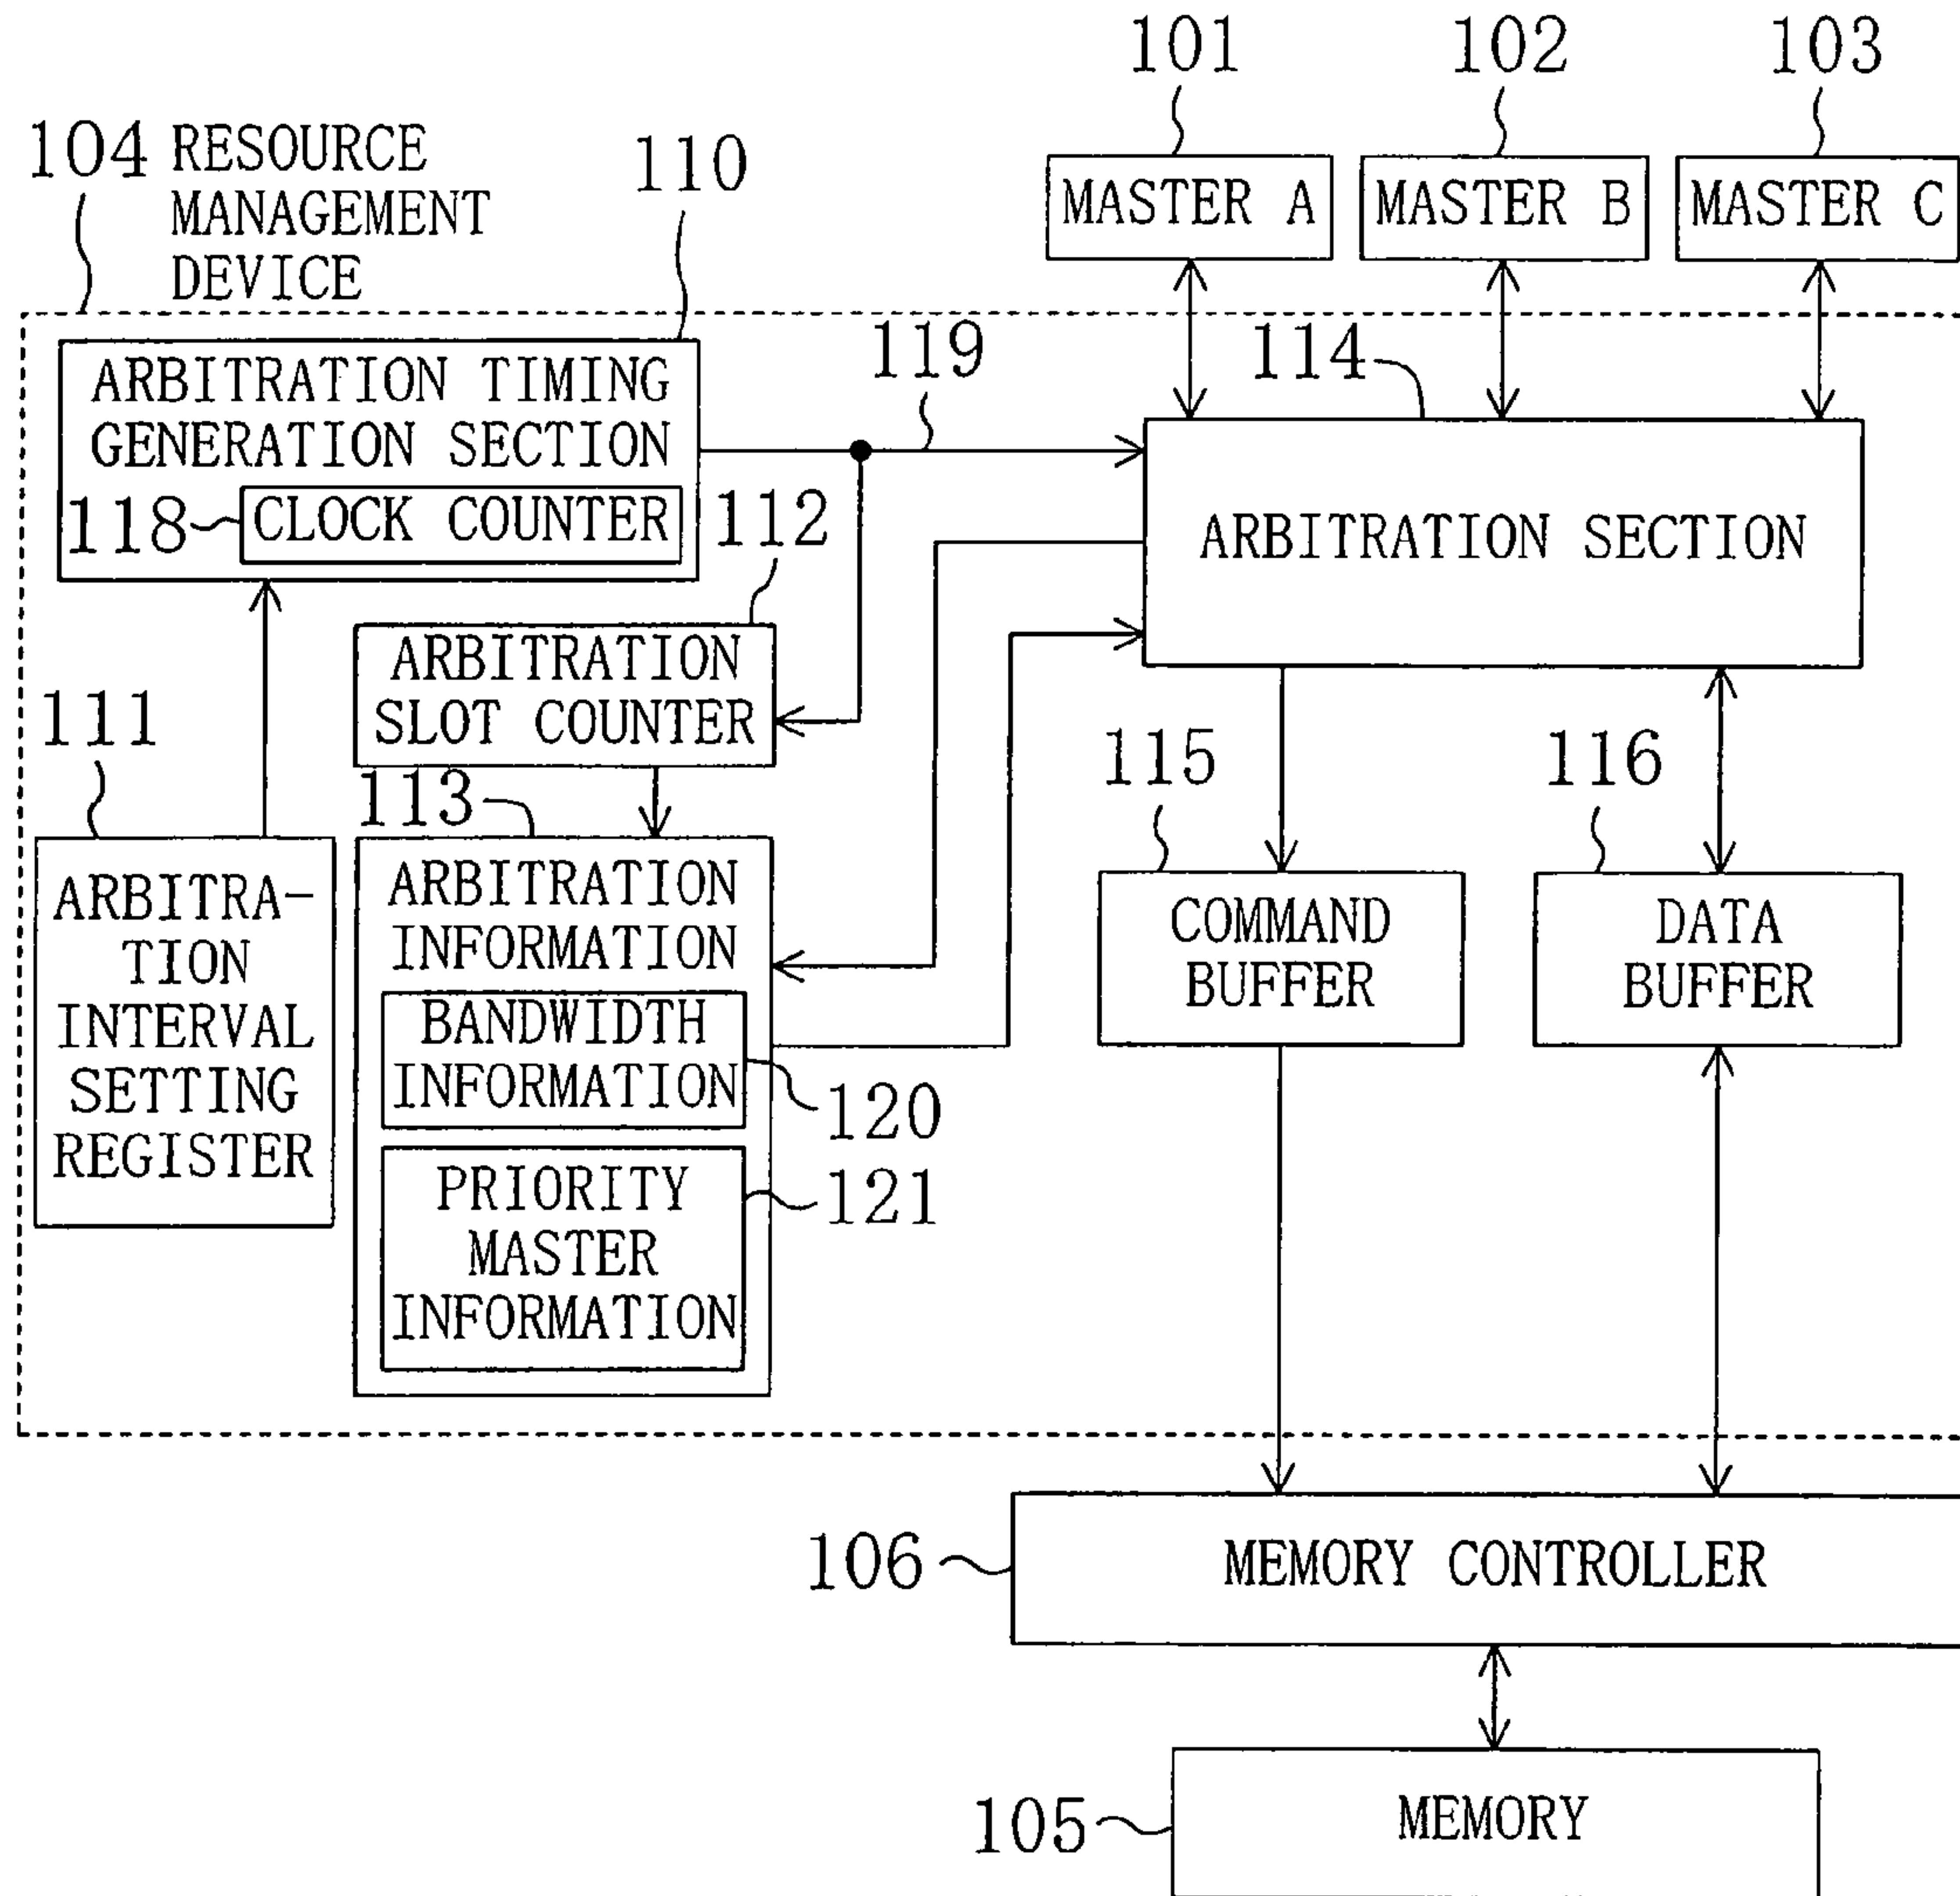 101
102
103
104 RESOURCE
MANAGEMENT
DEVICE
110
MASTER A
MASTER B
MASTER C
119
114
ARBITRATION TIMING
GENERATION SECTION
118
CLOCK COUNTER
112
ARBITRATION SECTION
ARBITRATION
SLOT COUNTER
111
113
115
116
ARBITRA-
TION
INTERVAL
SETTING
REGISTER
ARBITRATION
INFORMATION
BANDWIDTH
INFORMATION
120
PRIORITY
MASTER
INFORMATION
121
COMMAND
BUFFER
DATA
BUFFER
106
MEMORY CONTROLLER
105
MEMORY